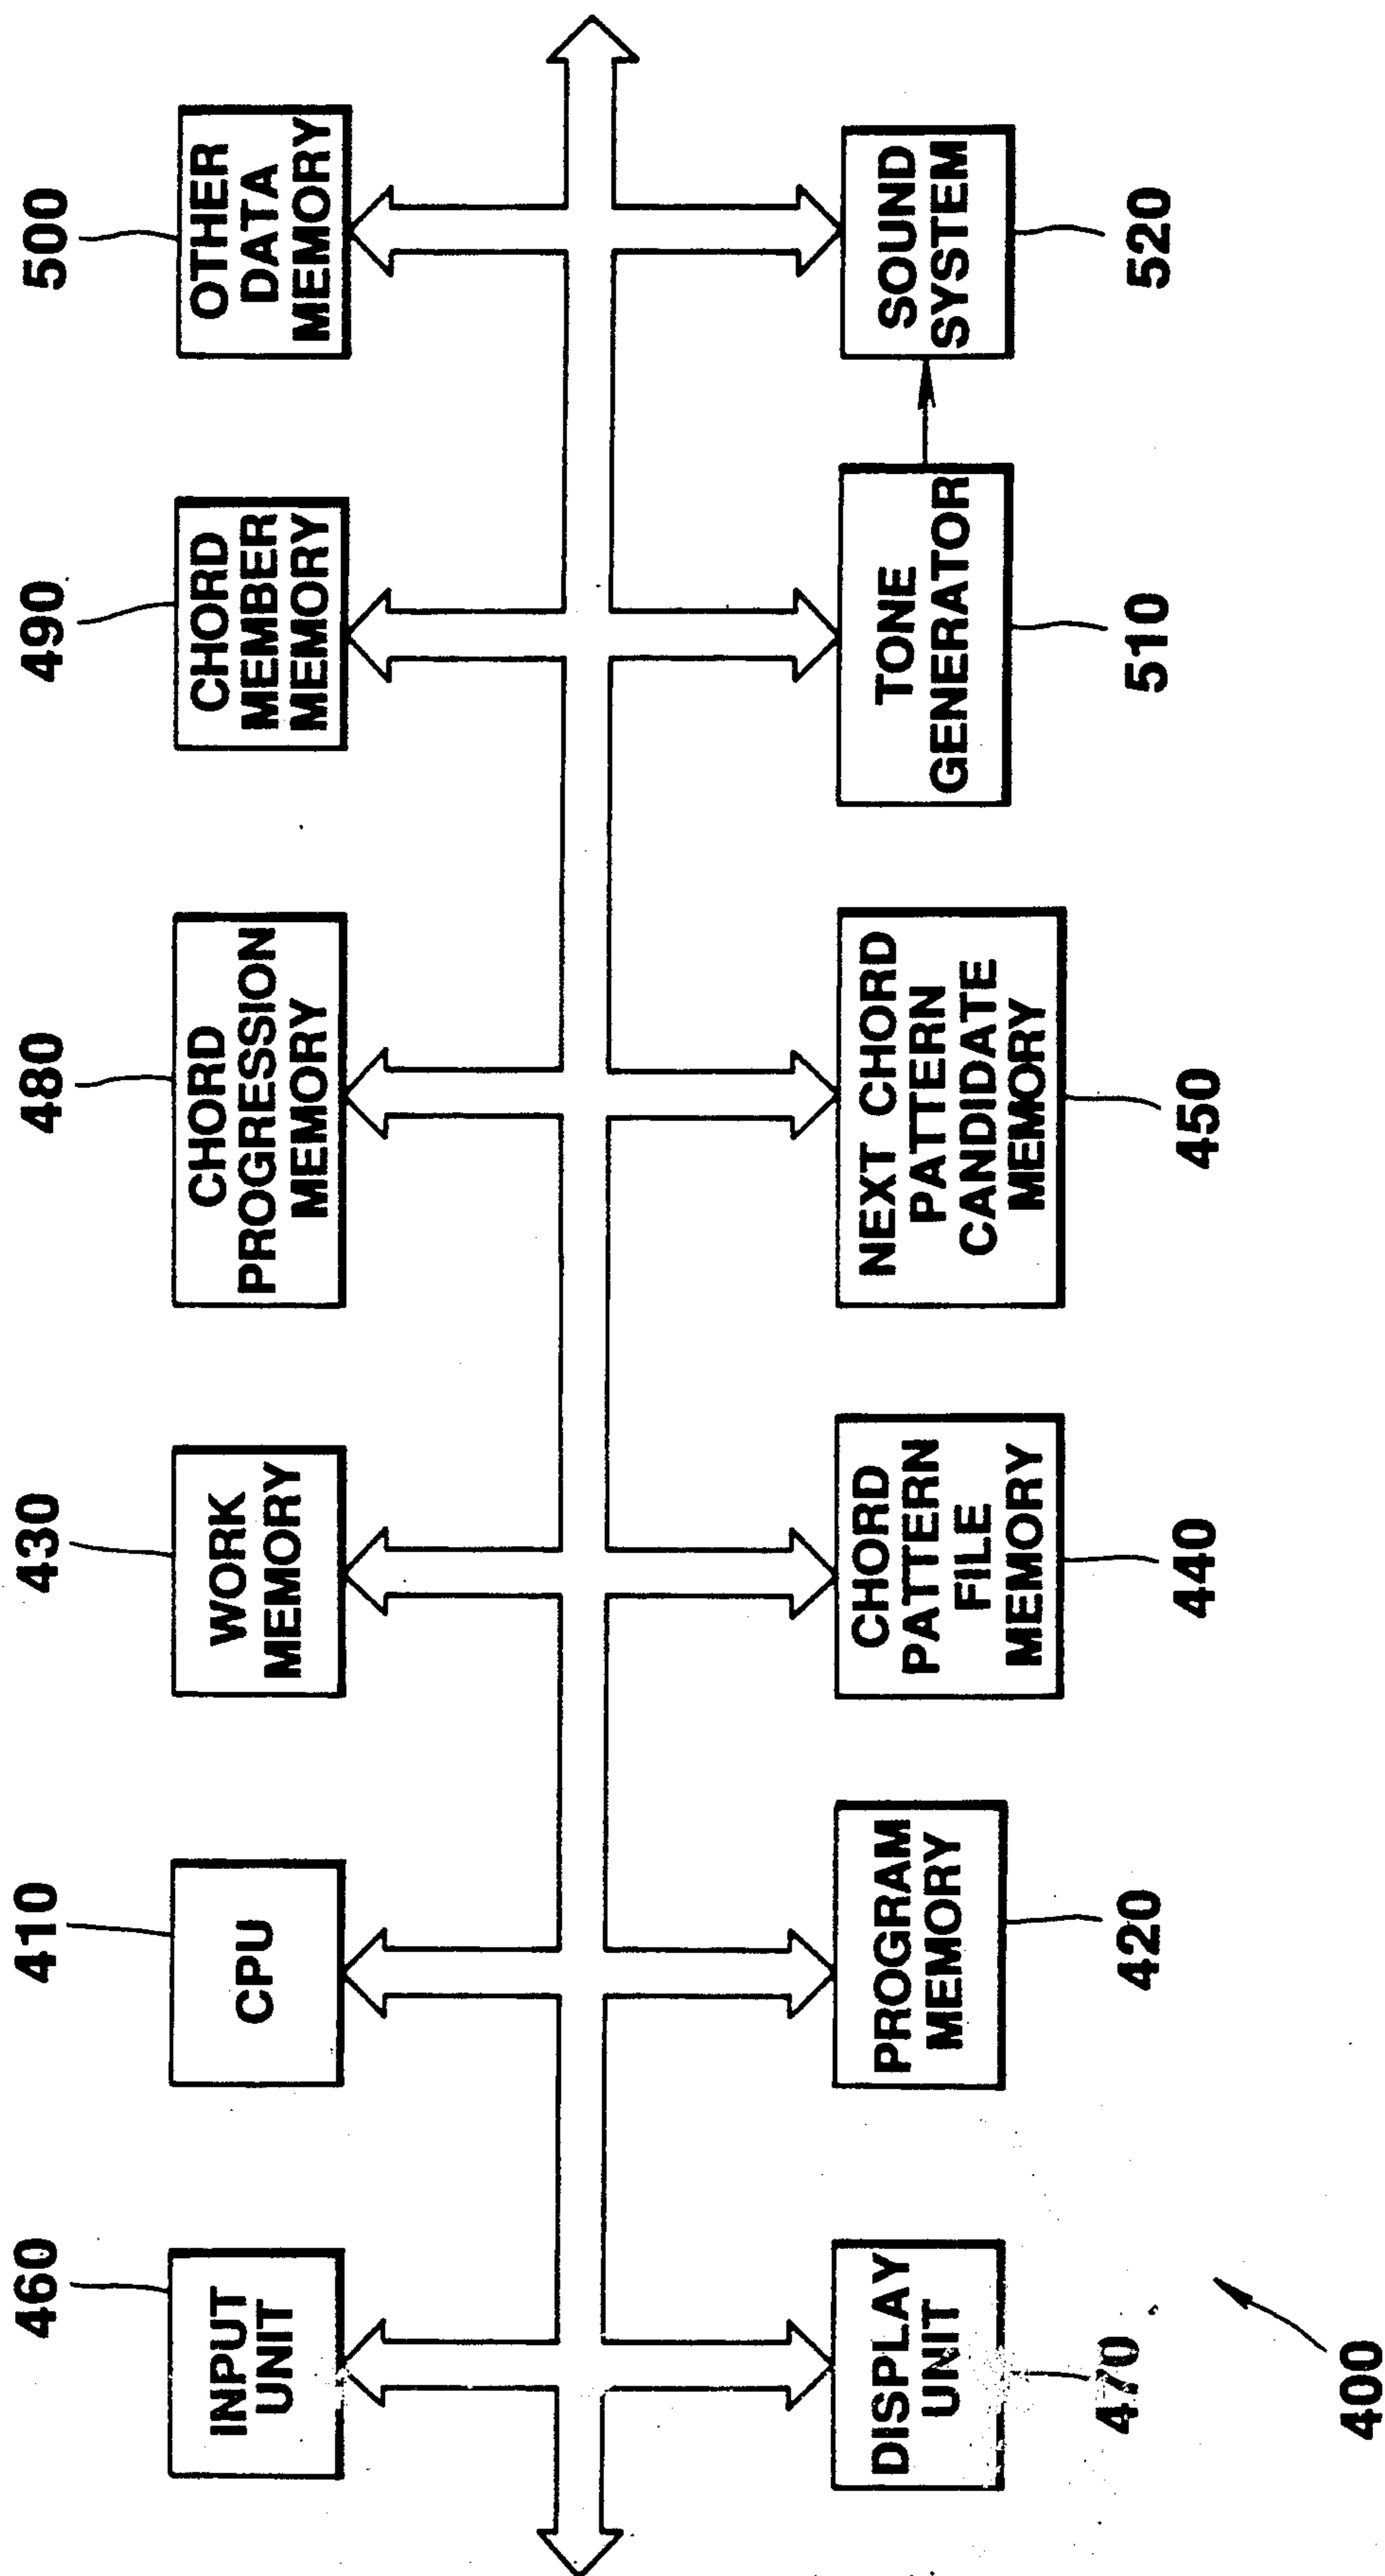 460
410
430
480
490
500
INPUT
UNIT
CPU
WORK
MEMORY
CHORD
PROGRESSION
MEMORY
CHORD
MEMBER
MEMORY
OTHER
DATA
MEMORY
DISPLAY
UNIT
PROGRAM
MEMORY
CHORD
PATTERN
FILE
MEMORY
NEXT CHORD
PATTERN
CANDIDATE
MEMORY
TONE
GENERATOR
SOUND
SYSTEM
470
420
440
450
510
520
400